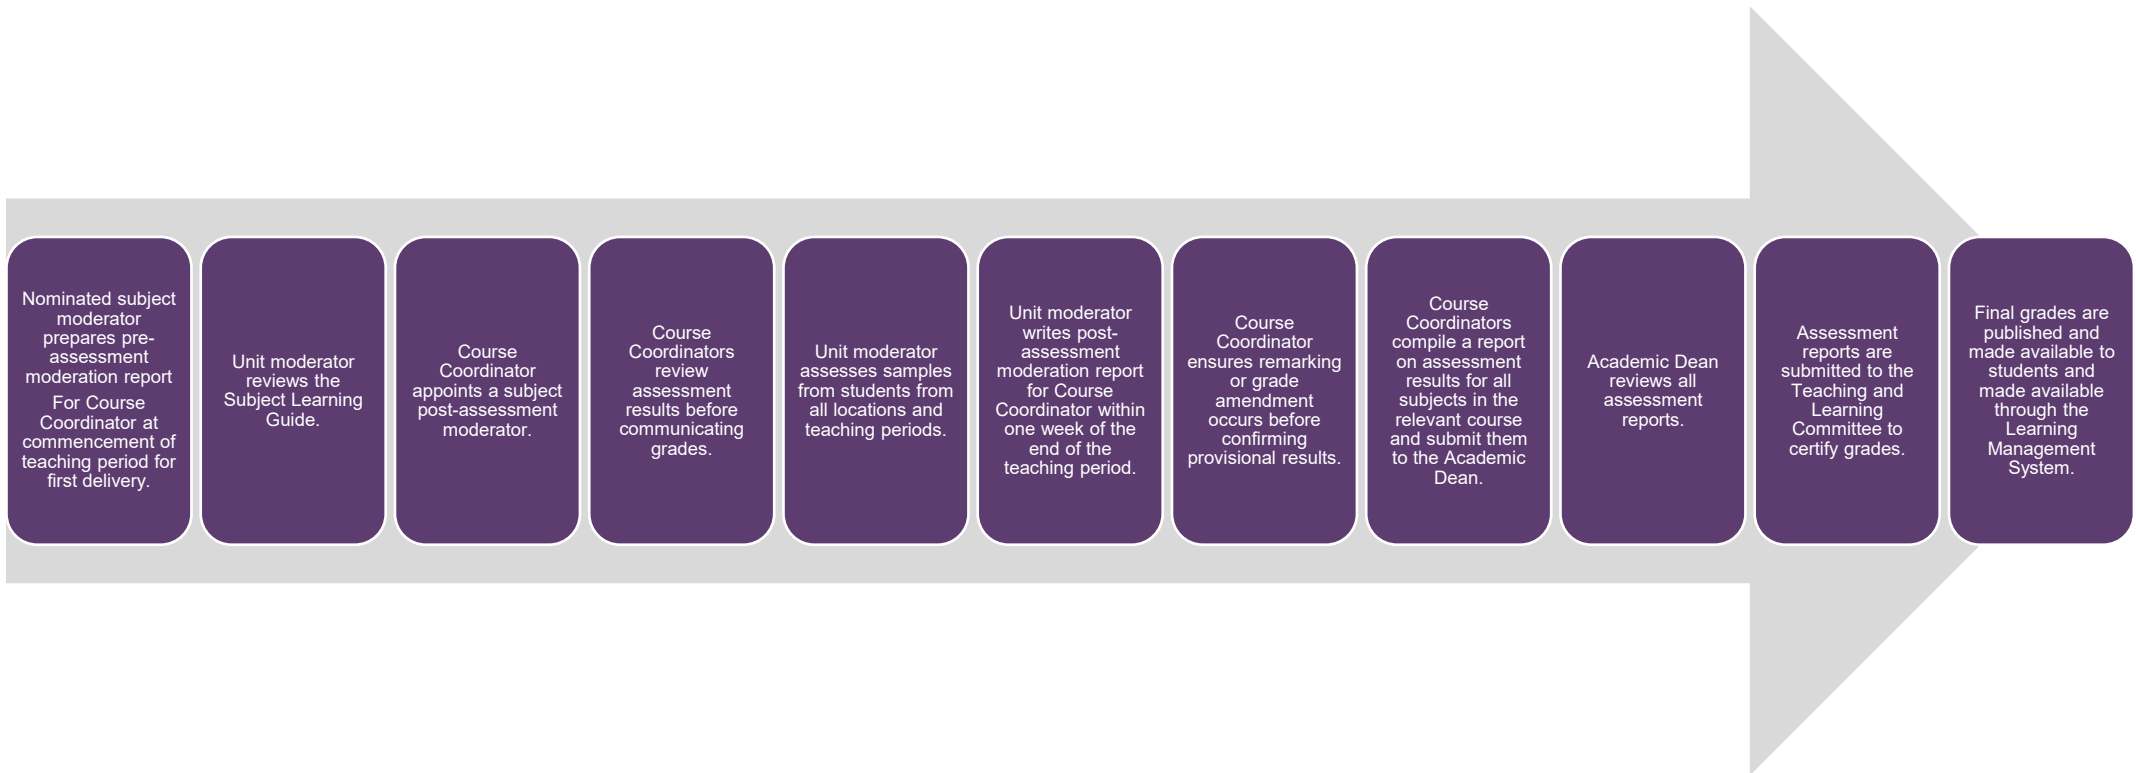 Nominated subject
moderator
prepares pre-
assessment
moderation report
For Course
Coordinator at
commencement of
teaching period for
first delivery.
Unit moderator
reviews the
Subject Learning
Guide.
Course
Coordinator
appoints a subject
post-assessment
moderator.
Course
Coordinators
review
assessment
results before
communicating
grades.
Unit moderator
assesses samples
from students from
all locations and
teaching periods.
Unit moderator
writes post-
assessment
moderation report
for Course
Coordinator within
one week of the
end of the
teaching period.
Course
Coordinator
ensures remarking
or grade
amendment
occurs before
confirming
provisional results.
Course
Coordinators
compile a report
on assessment
results for all
subjects in the
relevant course
and submit them
to the Academic
Dean.
Academic Dean
reviews all
assessment
reports.
Assessment
reports are
submitted to the
Teaching and
Learning
Committee to
certify grades.
Final grades are
published and
made available to
students and
made available
through the
Learning
Management
System.